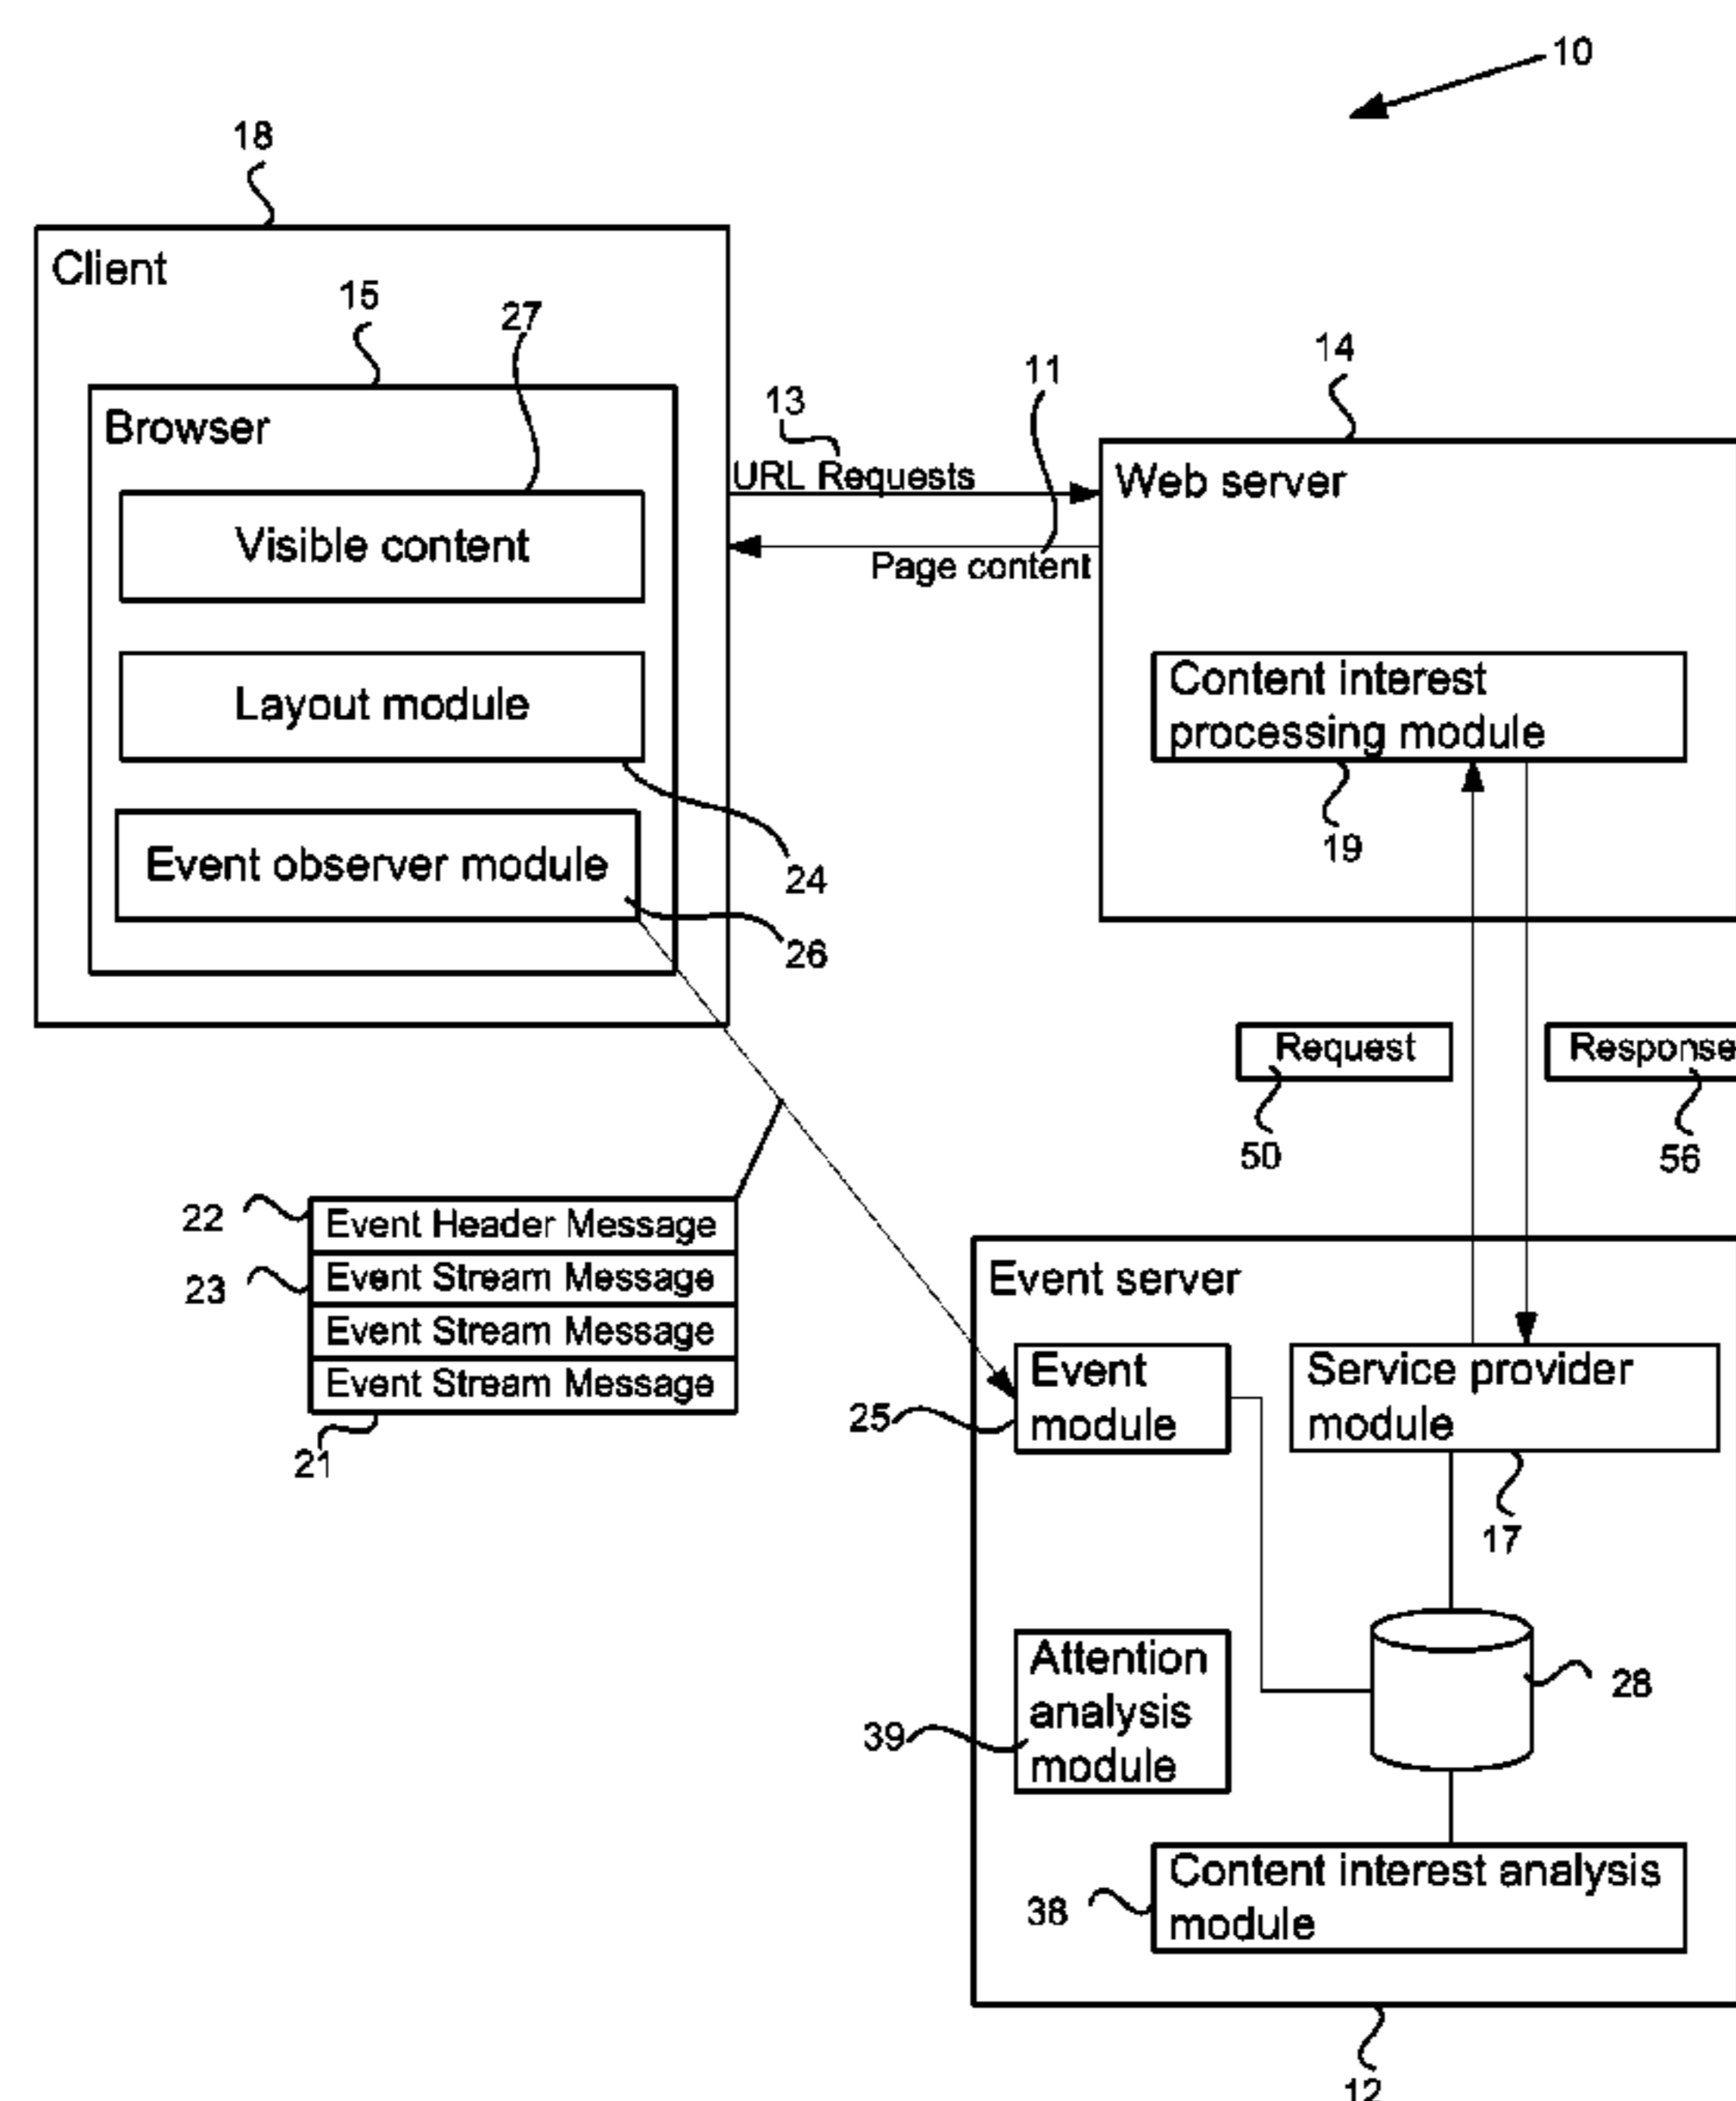 10
18
Client
15
27
Browser
13
11
14
URL Requests
Web server
Visible content
Page content
Layout module
Content interest
processing module
19
Event observer module
24
26
Request
Response
50
56
22
Event Header Message
23
Event Stream Message
Event Stream Message
Event Stream Message
21
Event server
Event
module
25
Service provider
module
17
Attention
analysis
module
39
28
Content interest analysis
module
38
12